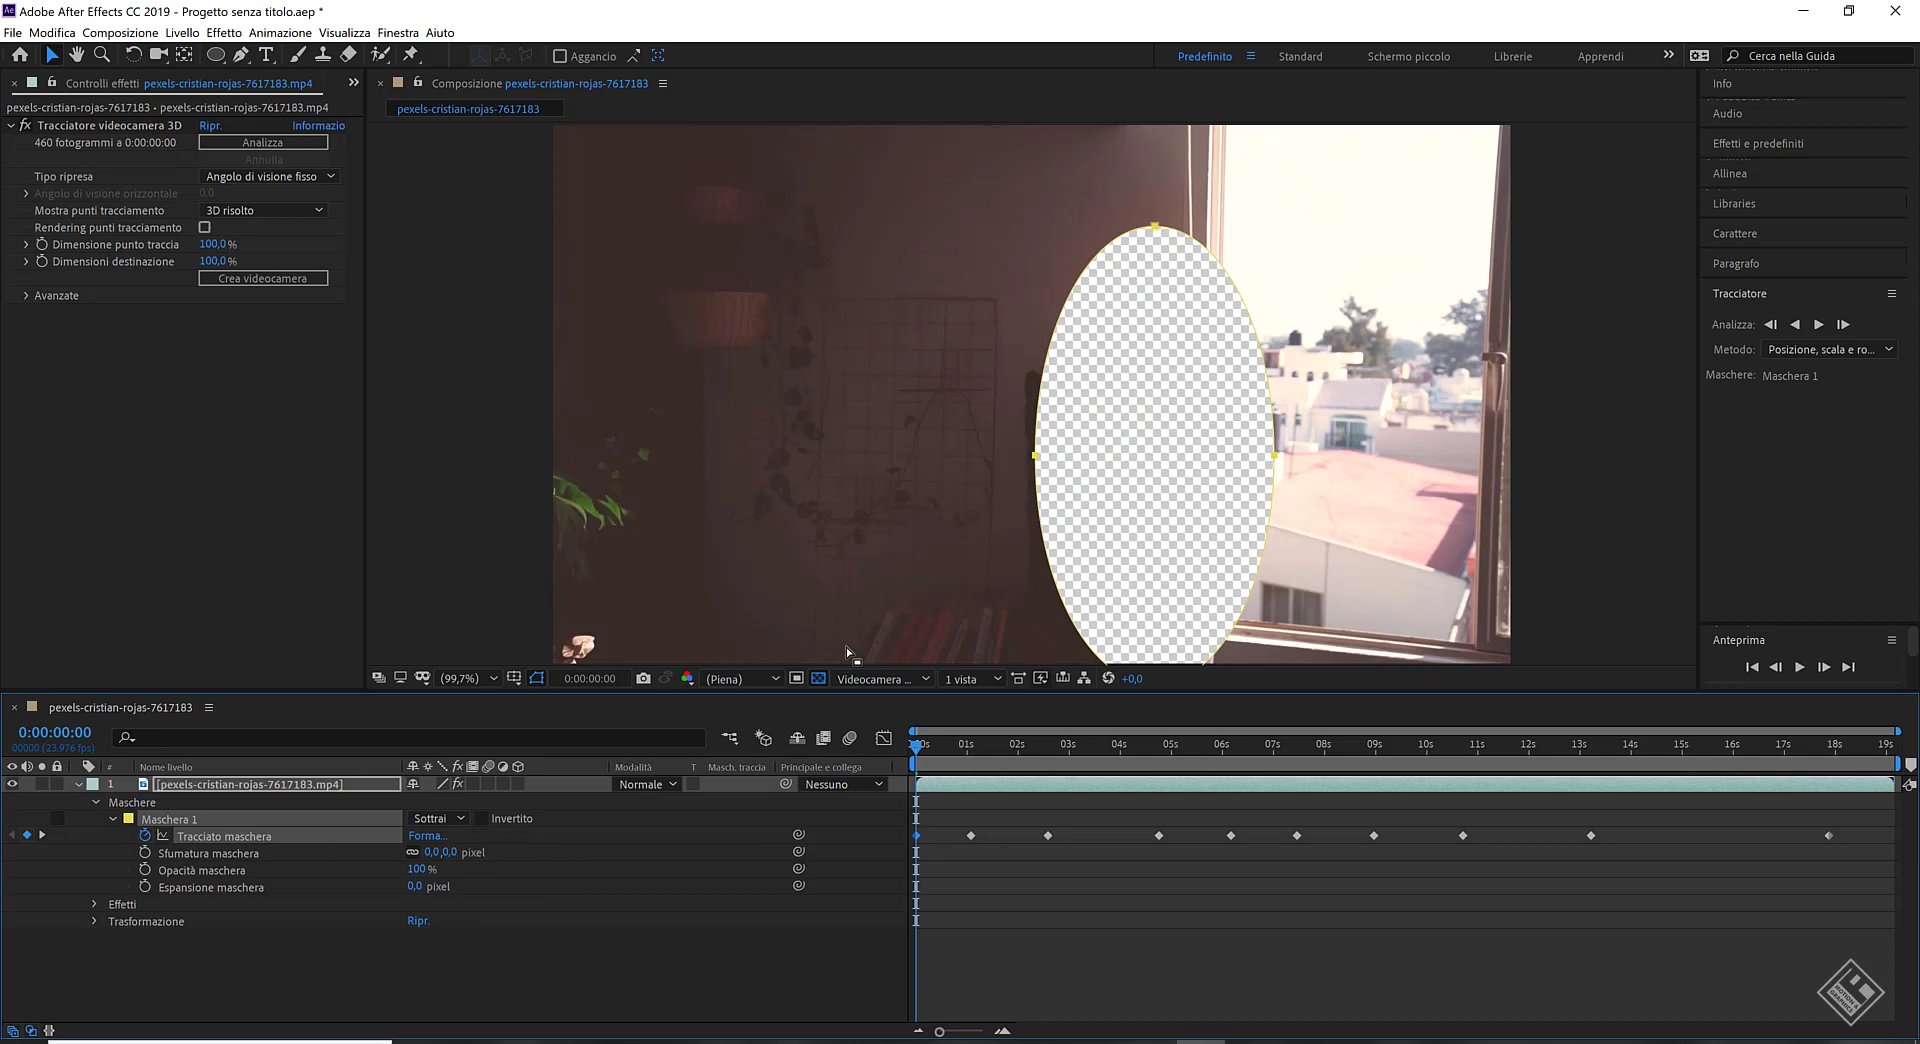 Adobe After Effects CC 2019 - Progetto senza titolo.aep *
File Modifica Composizione Livello Effetto Animazione Visualizza Finestra Aiuto
Aggancio
Predefinito Standard Schermo piccolo Librerie Apprendi
Cerca nella Guida
Controlli effetti pexels-cristian-rojas-7617183.mp4
pexels-cristian-rojas-7617183 • pexels-cristian-rojas-7617183.mp4
fx Tracciatore videocamera 3D Ripr. Informazio
460 fotogrammi a 0:00:00:00 Analizza
Annulla
Tipo ripresa Angolo di visione fisso
Angolo di visione orizzontale 0,0
Mostra punti tracciamento 3D risolto
Rendering punti tracciamento
Dimensione punto traccia 100,0 %
Dimensioni destinazione 100,0 %
Crea videocamera
Avanzate
Composizione pexels-cristian-rojas-7617183
pexels-cristian-rojas-7617183
Info
Audio
Effetti e predefiniti
Allinea
Libraries
Carattere
Paragrafo
Tracciatore
Analizza:
Metodo: Posizione, scala e ro...
Maschere: Maschera 1
Anteprima
(99,7%) 0:00:00:00 (Piena) Videocamera ... 1 vista +0,0
pexels-cristian-rojas-7617183
0:00:00:00
00000 (23.976 fps)
01s 02s 03s 04s 05s 06s 07s 08s 09s 10s 11s 12s 13s 14s 15s 16s 17s 18s 19s
# Nome livello fx Modalità T Masch. traccia Principale e collega
1 [pexels-cristian-rojas-7617183.mp4] fx Normale Nessuno
Maschere
Maschera 1 Sottrai Invertito
Tracciato maschera Forma...
Sfumatura maschera 0,0,0,0 pixel
Opacità maschera 100 %
Espansione maschera 0,0 pixel
Effetti
Trasformazione Ripr.
MOTION &
GRAPHICS